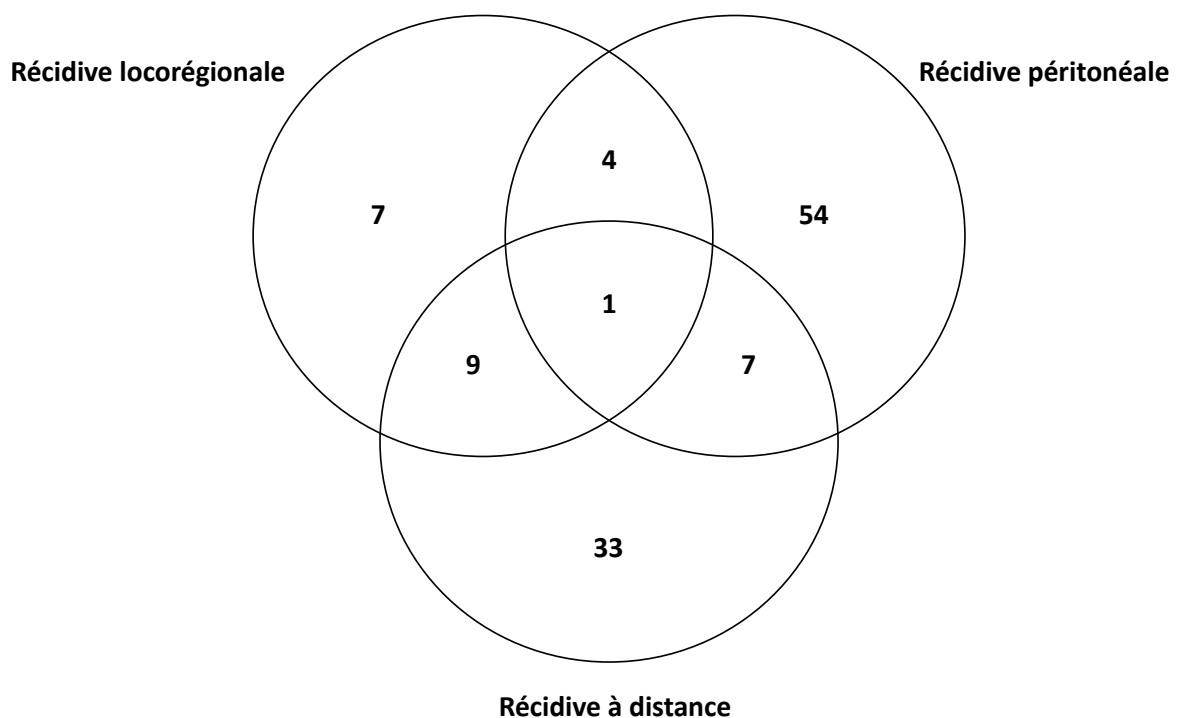 Récidive locorégionale
Récidive péritonéale
4
7
54
1
9
7
33
Récidive à distance